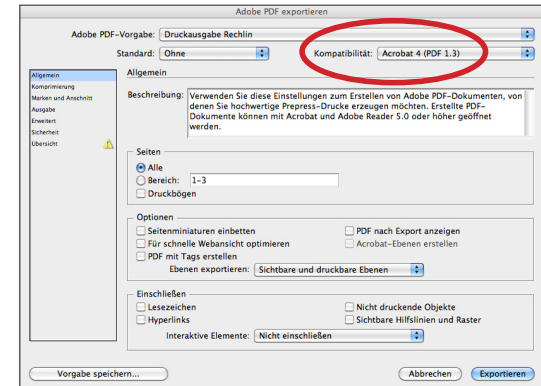 Adobe PDF exportieren
Adobe PDF-Vorgabe: Druckausgabe Rechlin
Standard: Ohne Kompatibilität: Acrobat 4 (PDF 1.3)
Allgemein
Komprimierung
Marken und Anschnitt
Ausgabe
Erweitert
Sicherheit
Übersicht
Allgemein
Beschreibung: Verwenden Sie diese Einstellungen zum Erstellen von Adobe PDF-Dokumenten, von
denen Sie hochwertige Prepress-Drucke erzeugen möchten. Erstellte PDF-
Dokumente können mit Acrobat und Adobe Reader 5.0 oder höher geöffnet
werden.
Seiten
Alle
Bereich: 1-3
Druckbögen
Optionen
Seitenminiaturen einbetten PDF nach Export anzeigen
Für schnelle Webansicht optimieren Acrobat-Ebenen erstellen
PDF mit Tags erstellen
Ebenen exportieren: Sichtbare und druckbare Ebenen
Einschließen
Lesezeichen Nicht druckende Objekte
Hyperlinks Sichtbare Hilfslinien und Raster
Interaktive Elemente: Nicht einschließen
Vorgabe speichern... Abbrechen Exportieren